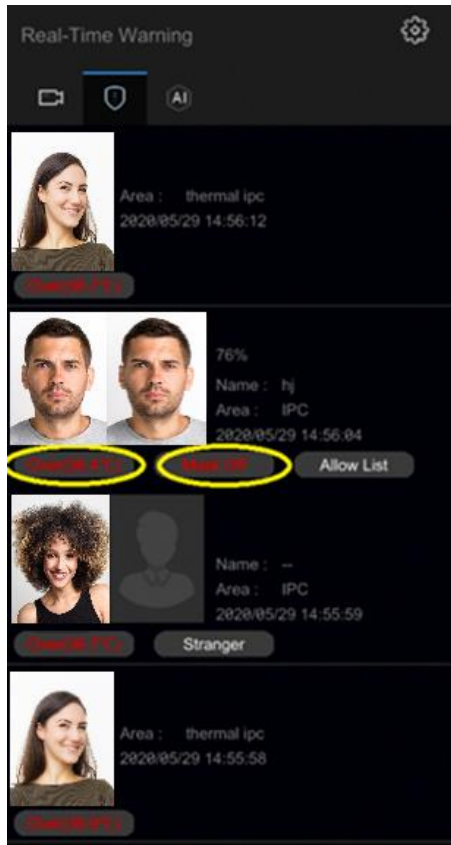 Real-Time Warning
AI
Area : thermal ipc
2020/05/29 14:56:12
76%
Name : hj
Area : IPC
2020/05/29 14:56:04
Allow List
Name : --
Area : IPC
2020/05/29 14:55:59
Stranger
Area : thermal ipc
2020/05/29 14:55:58